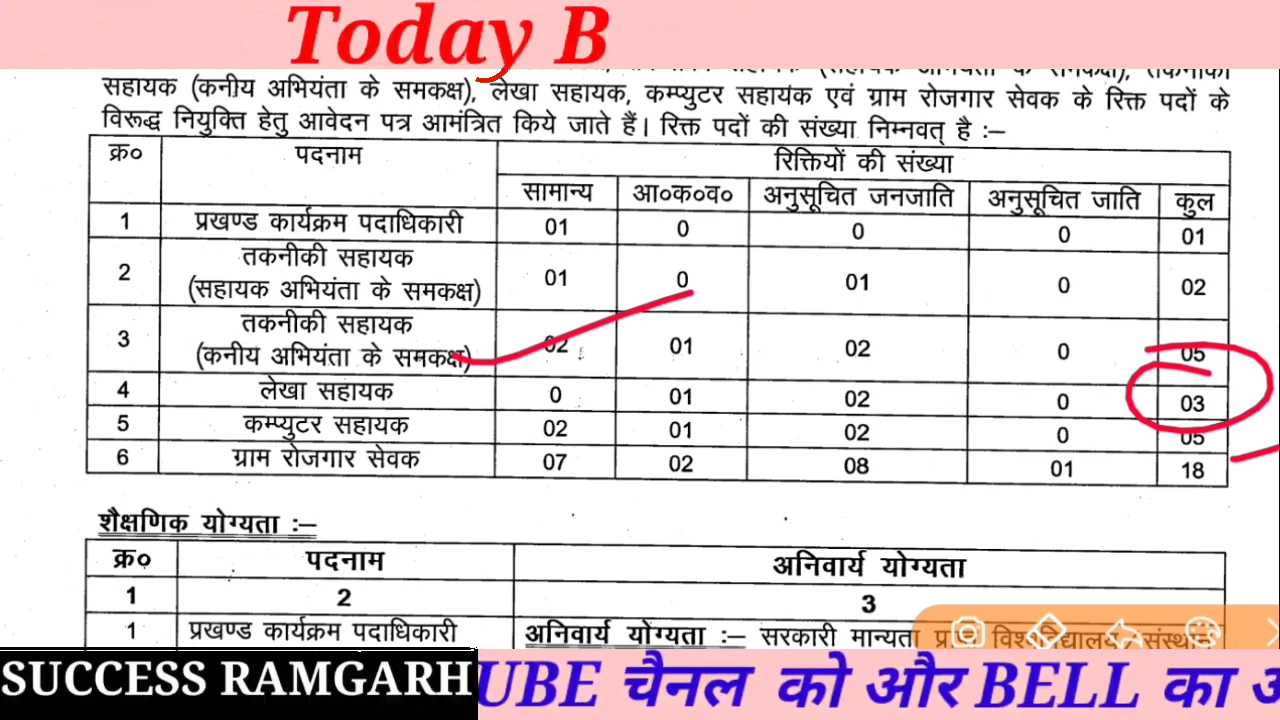 Today B
सहायक (कनीय अभियंता के समकक्ष), लेखा सहायक, कम्प्युटर सहायक एवं ग्राम रोजगार सेवक के रिक्त पदों के
विरूद्ध नियुक्ति हेतु आवेदन पत्र आमंत्रित किये जाते हैं। रिक्त पदों की संख्या निम्नवत् है :–
क्र० पदनाम रिक्तियों की संख्या
सामान्य आ०क०व० अनुसूचित जनजाति अनुसूचित जाति कुल
1 प्रखण्ड कार्यक्रम पदाधिकारी 01 0 0 0 01
2 तकनीकी सहायक (सहायक अभियंता के समकक्ष) 01 0 01 0 02
3 तकनीकी सहायक (कनीय अभियंता के समकक्ष) 02 01 02 0 05
4 लेखा सहायक 0 01 02 0 03
5 कम्प्युटर सहायक 02 01 02 0 05
6 ग्राम रोजगार सेवक 07 02 08 01 18
शैक्षणिक योग्यता :–
क्र० पदनाम अनिवार्य योग्यता
1 2 3
1 प्रखण्ड कार्यक्रम पदाधिकारी अनिवार्य योग्यता :– सरकारी मान्यता
SUCCESS RAMGARH UBE चैनल को और BELL का